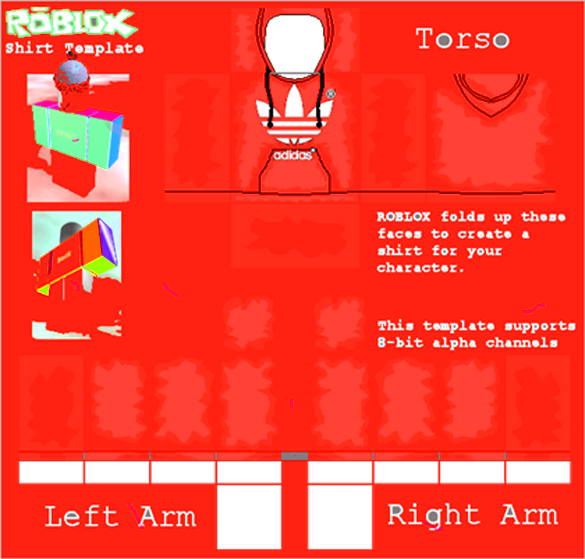 ROBLOX
Shirt Template
Torso
adidas
ROBLOX folds up these
faces to create a
shirt for your
character.
This template supports
8-bit alpha channels
Left Arm
Right Arm